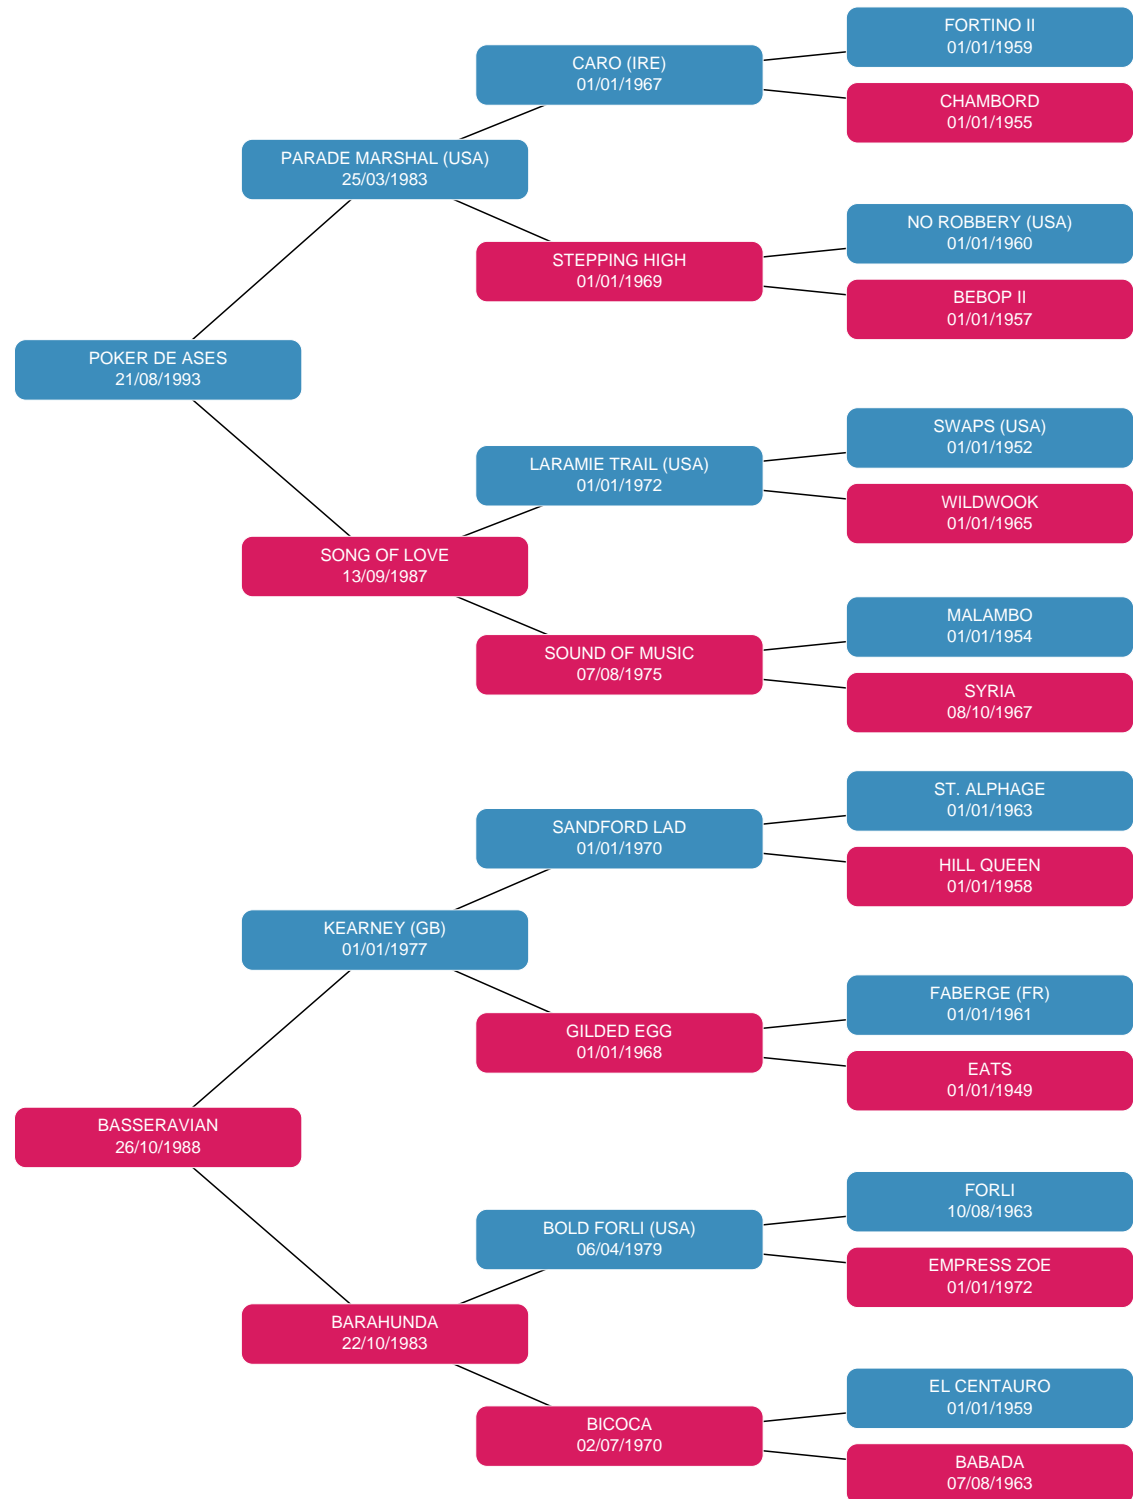 FORTINO II
01/01/1959
CARO (IRE)
01/01/1967
CHAMBORD
01/01/1955
PARADE MARSHAL (USA)
25/03/1983
NO ROBBERY (USA)
01/01/1960
STEPPING HIGH
01/01/1969
BEBOP II
01/01/1957
POKER DE ASES
21/08/1993
SWAPS (USA)
01/01/1952
LARAMIE TRAIL (USA)
01/01/1972
WILDWOOK
01/01/1965
SONG OF LOVE
13/09/1987
MALAMBO
01/01/1954
SOUND OF MUSIC
07/08/1975
SYRIA
08/10/1967
ST. ALPHAGE
01/01/1963
SANDFORD LAD
01/01/1970
HILL QUEEN
01/01/1958
KEARNEY (GB)
01/01/1977
FABERGE (FR)
01/01/1961
GILDED EGG
01/01/1968
EATS
01/01/1949
BASSERAVIAN
26/10/1988
FORLI
10/08/1963
BOLD FORLI (USA)
06/04/1979
EMPRESS ZOE
01/01/1972
BARAHUNDA
22/10/1983
EL CENTAURO
01/01/1959
BICOCA
02/07/1970
BABADA
07/08/1963